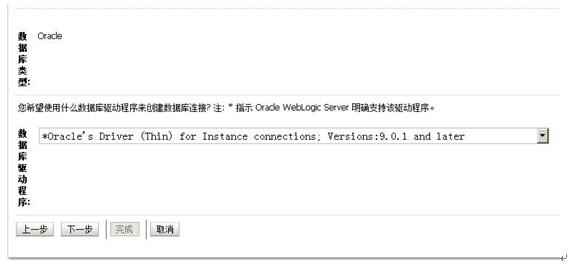 数据库类型: Oracle
您希望使用什么数据库驱动程序来创建数据库连接? 注: * 指示 Oracle WebLogic Server 明确支持该驱动程序。
数据库驱动程序: *Oracle's Driver (Thin) for Instance connections; Versions:9.0.1 and later
上一步 下一步 完成 取消